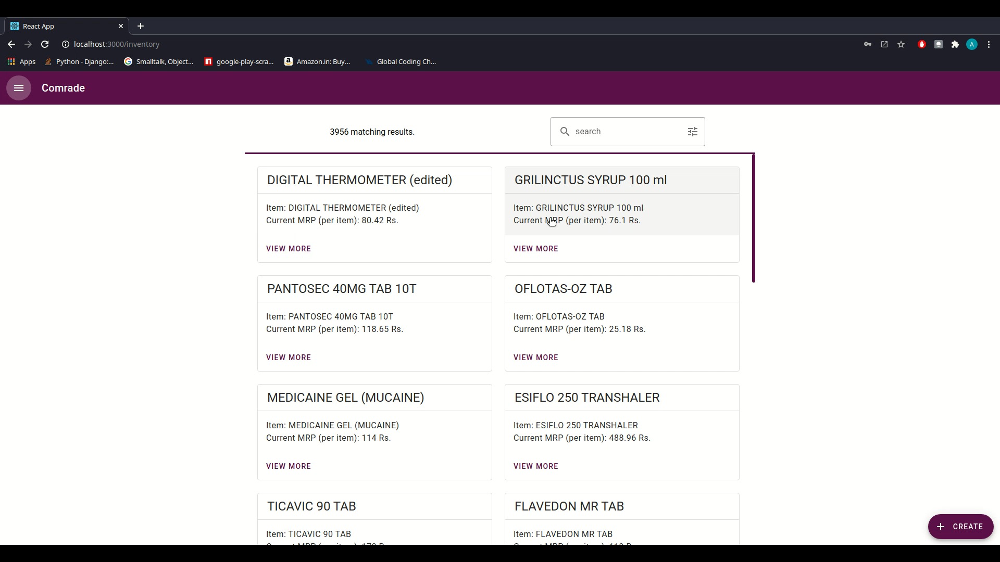 React App
localhost:3000/inventory
Apps
Python - Django:...
Smalltalk, Object...
google-play-scra...
Amazon.in: Buy...
Global Coding Ch...
A
Comrade
3956 matching results.
search
DIGITAL THERMOMETER (edited)
Item: DIGITAL THERMOMETER (edited)
Current MRP (per item): 80.42 Rs.
VIEW MORE
GRILINCTUS SYRUP 100 ml
Item: GRILINCTUS SYRUP 100 ml
Current MRP (per item): 76.1 Rs.
VIEW MORE
PANTOSEC 40MG TAB 10T
Item: PANTOSEC 40MG TAB 10T
Current MRP (per item): 118.65 Rs.
VIEW MORE
OFLOTAS-OZ TAB
Item: OFLOTAS-OZ TAB
Current MRP (per item): 25.18 Rs.
VIEW MORE
MEDICAINE GEL (MUCAINE)
Item: MEDICAINE GEL (MUCAINE)
Current MRP (per item): 114 Rs.
VIEW MORE
ESIFLO 250 TRANSHALER
Item: ESIFLO 250 TRANSHALER
Current MRP (per item): 488.96 Rs.
VIEW MORE
TICAVIC 90 TAB
Item: TICAVIC 90 TAB
FLAVEDON MR TAB
Item: FLAVEDON MR TAB
CREATE